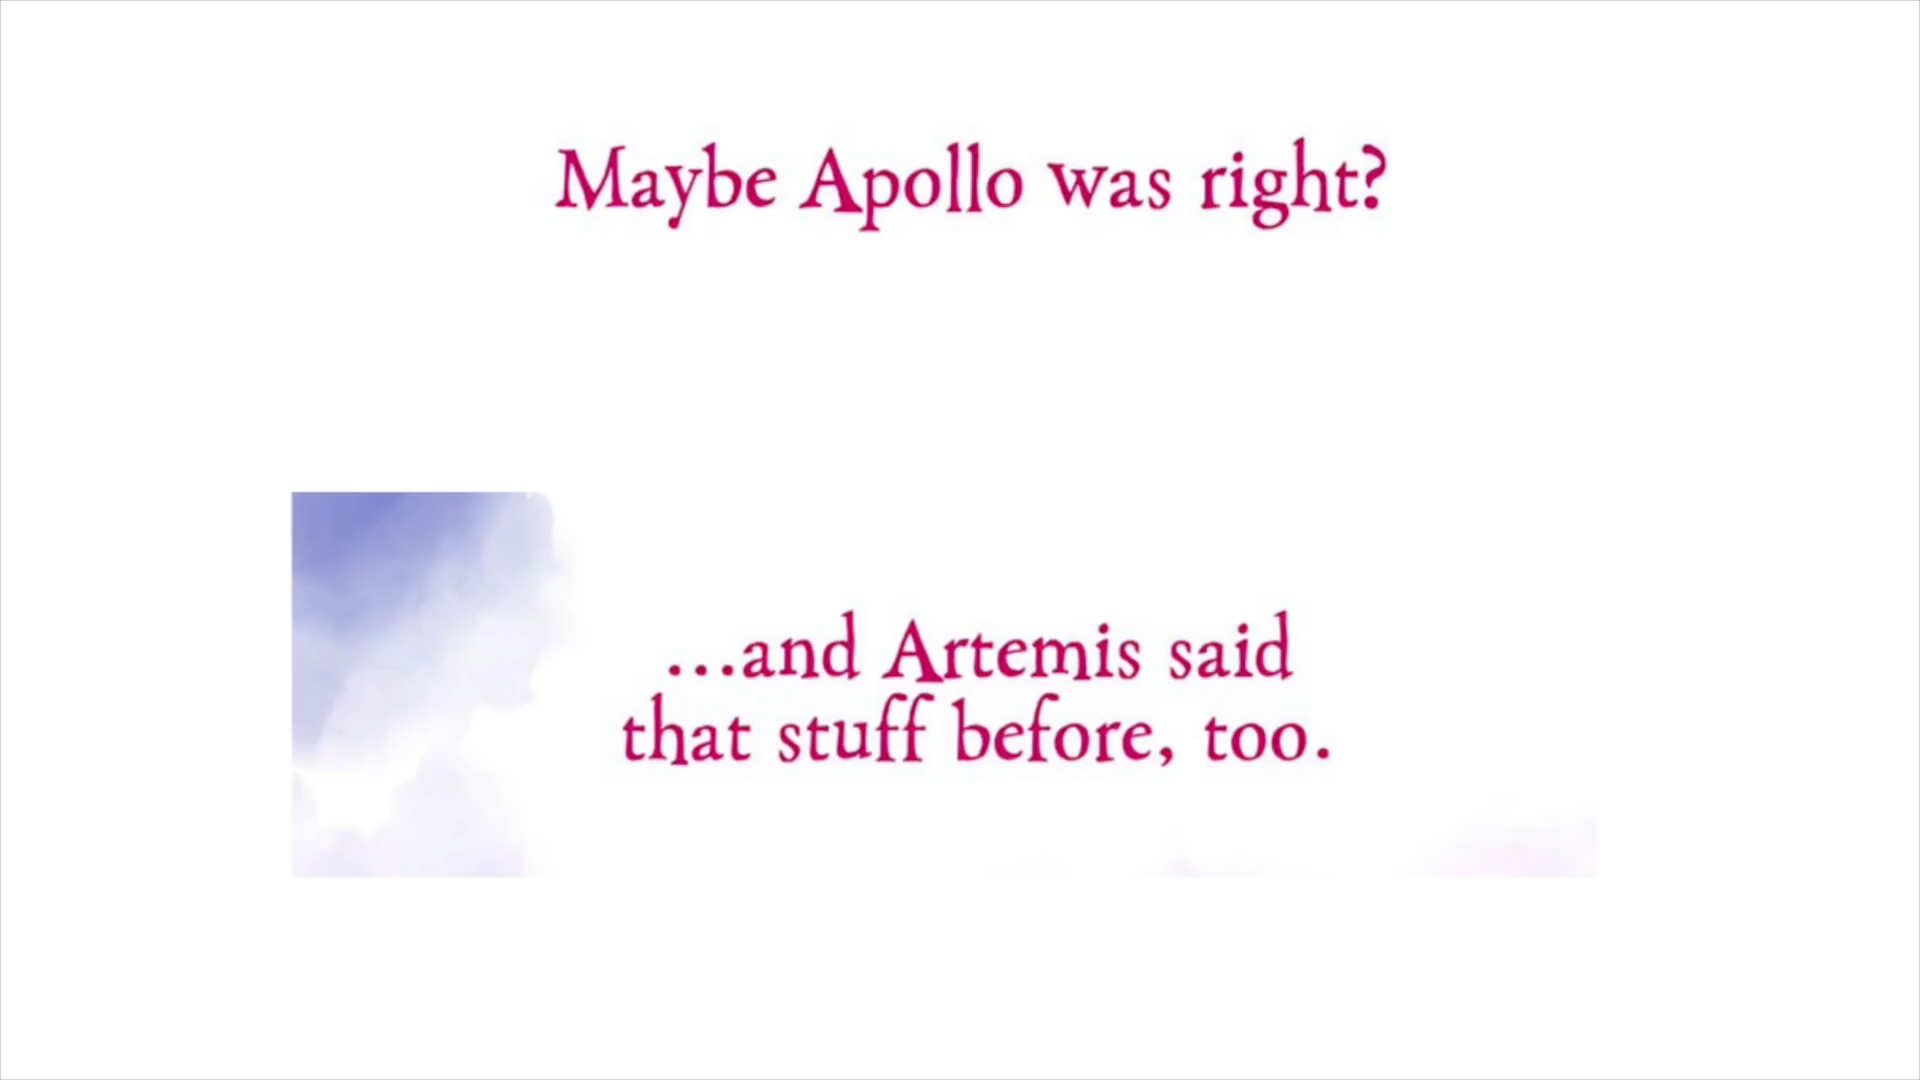 Maybe Apollo was right?
...and Artemis said
that stuff before, too.